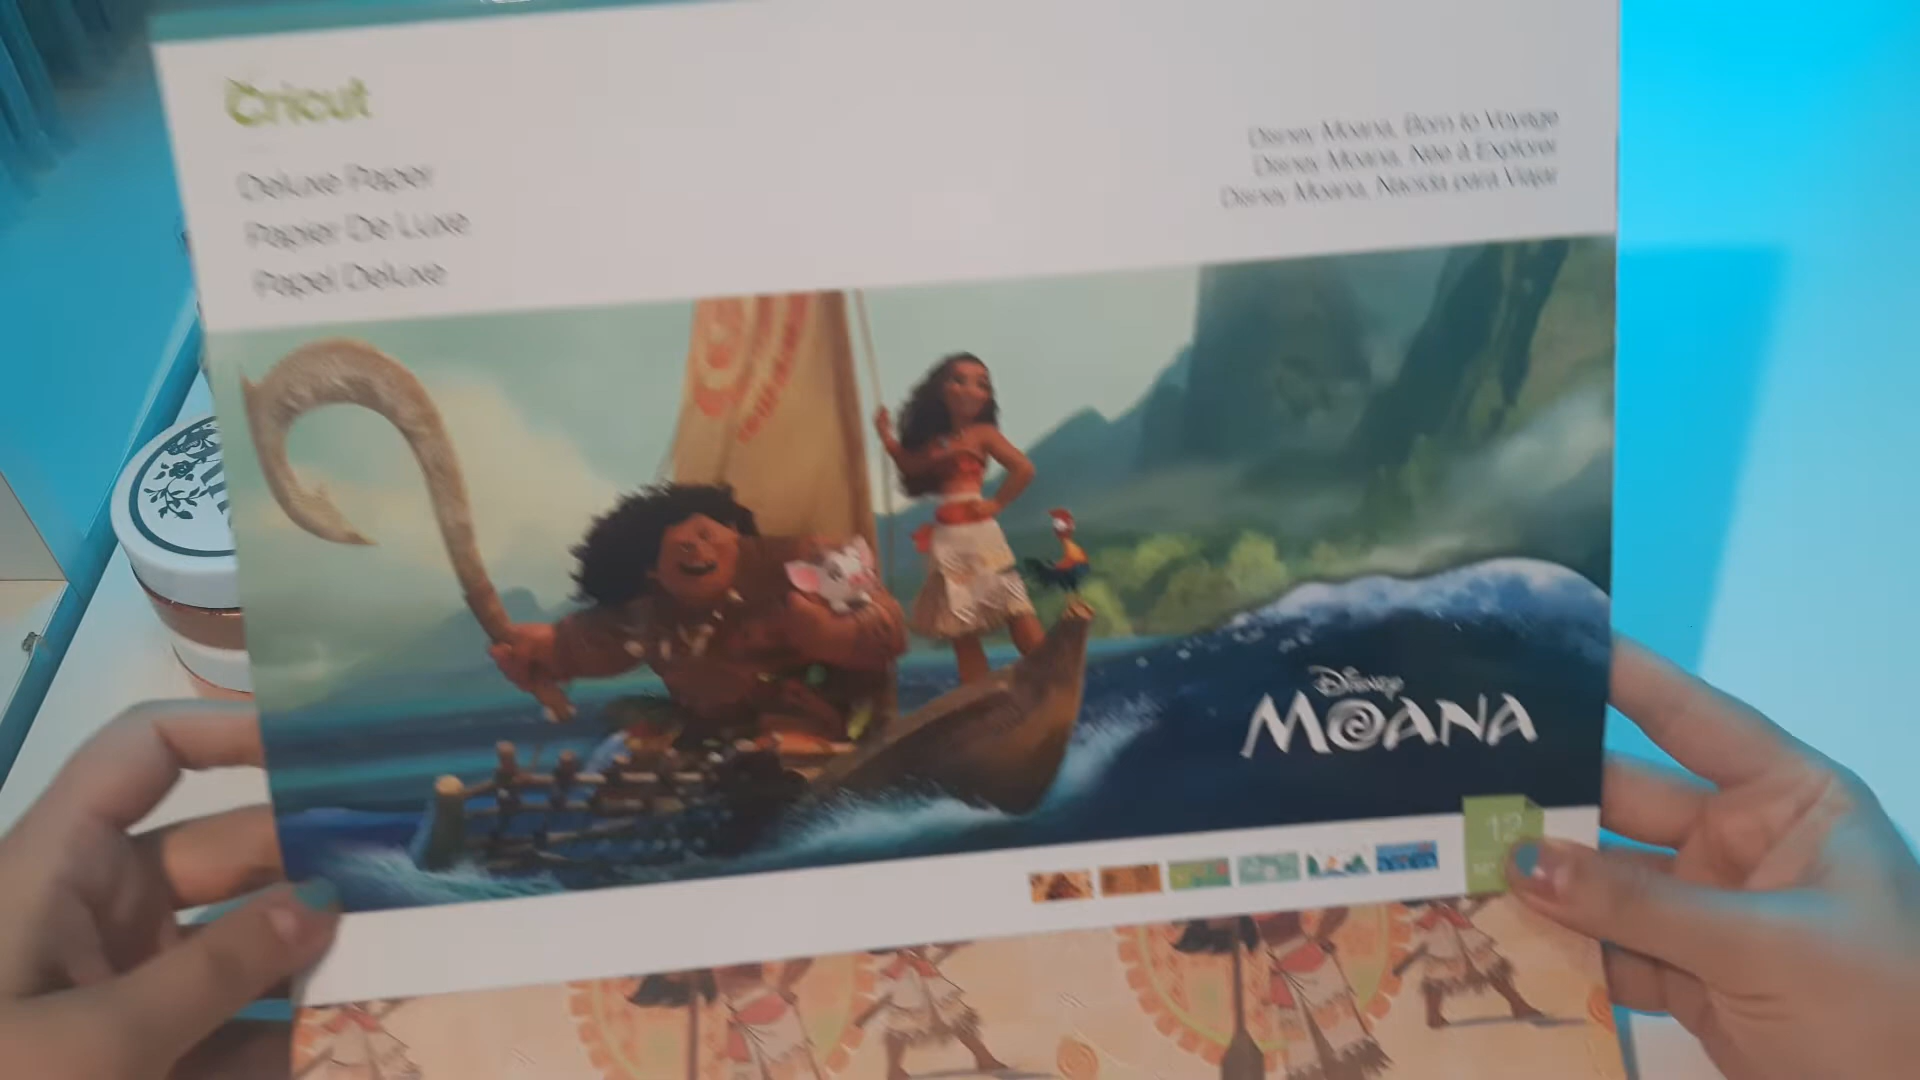 Cricut
Deluxe Paper
Papier De Luxe
Papel Deluxe
Disney Moana, Born to Voyage
Disney Moana, Née à Explorer
Disney Moana, Nacida para Viajar
Disney
MOANA
12